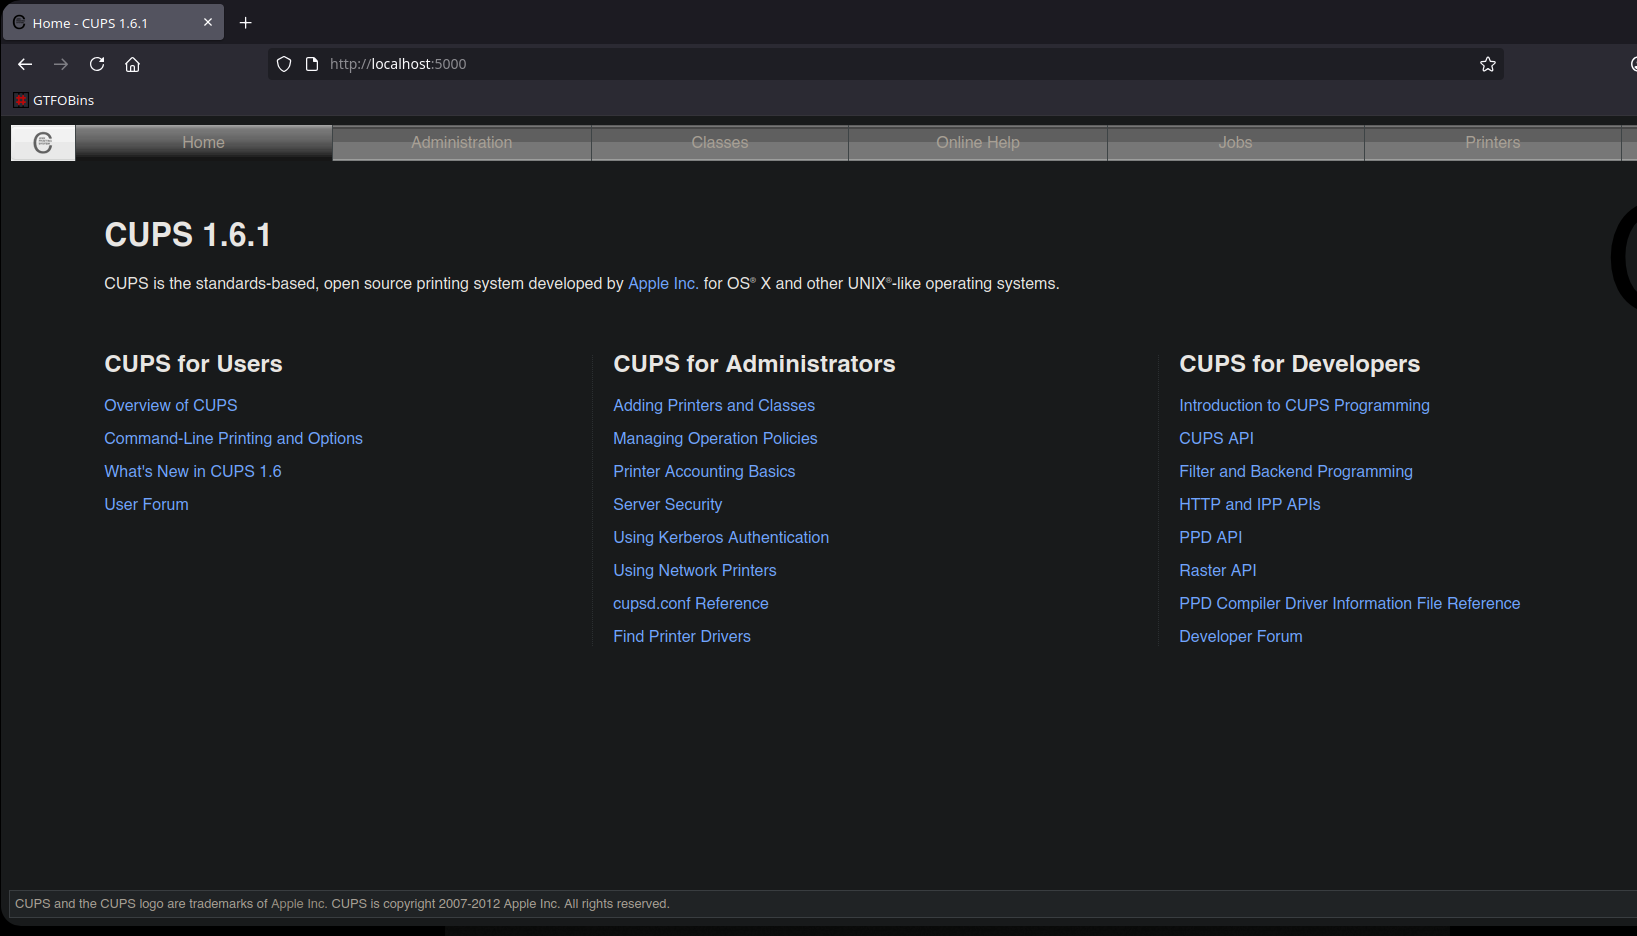 Home - CUPS 1.6.1
http://localhost:5000
GTFOBins
Home Administration Classes Online Help Jobs Printers
CUPS 1.6.1
CUPS is the standards-based, open source printing system developed by Apple Inc. for OS® X and other UNIX®-like operating systems.
CUPS for Users
Overview of CUPS
Command-Line Printing and Options
What's New in CUPS 1.6
User Forum
CUPS for Administrators
Adding Printers and Classes
Managing Operation Policies
Printer Accounting Basics
Server Security
Using Kerberos Authentication
Using Network Printers
cupsd.conf Reference
Find Printer Drivers
CUPS for Developers
Introduction to CUPS Programming
CUPS API
Filter and Backend Programming
HTTP and IPP APIs
PPD API
Raster API
PPD Compiler Driver Information File Reference
Developer Forum
CUPS and the CUPS logo are trademarks of Apple Inc. CUPS is copyright 2007-2012 Apple Inc. All rights reserved.